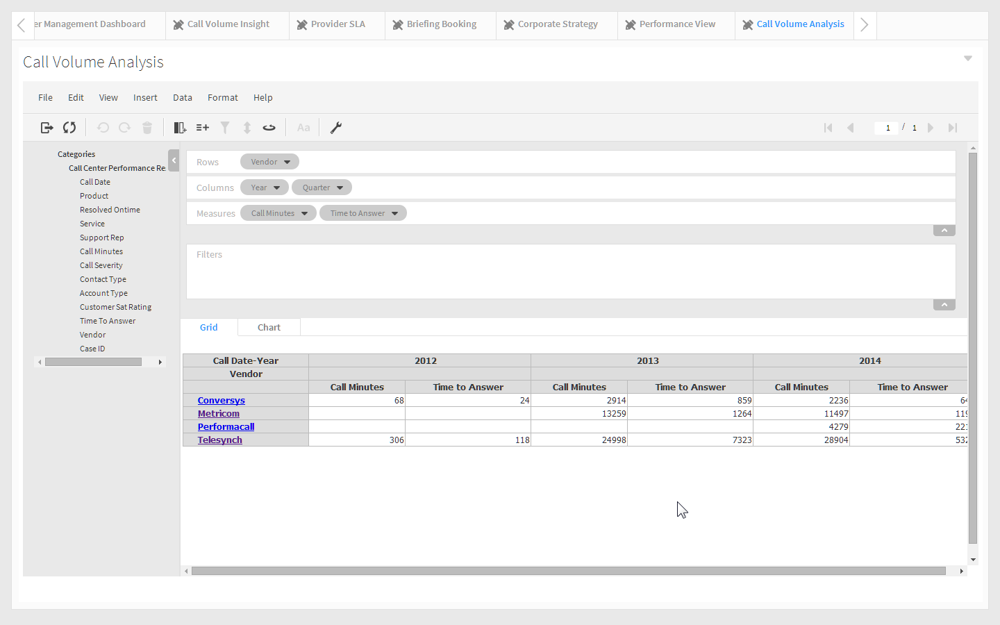 er Management Dashboard Call Volume Insight Provider SLA Briefing Booking Corporate Strategy Performance View Call Volume Analysis
Call Volume Analysis
File Edit View Insert Data Format Help
Aa 1 / 1
Categories
Call Center Performance Re
Call Date
Product
Resolved Ontime
Service
Support Rep
Call Minutes
Call Severity
Contact Type
Account Type
Customer Sat Rating
Time To Answer
Vendor
Case ID
Rows Vendor
Columns Year Quarter
Measures Call Minutes Time to Answer
Filters
Grid Chart
Call Date-Year 2012 2013 2014
Vendor
Call Minutes Time to Answer Call Minutes Time to Answer Call Minutes Time to Answer
Conversys 68 24 2914 859 2236 64
Metricom 13259 1264 11497 119
Performacall 4279 221
Telesynch 306 118 24998 7323 28904 532